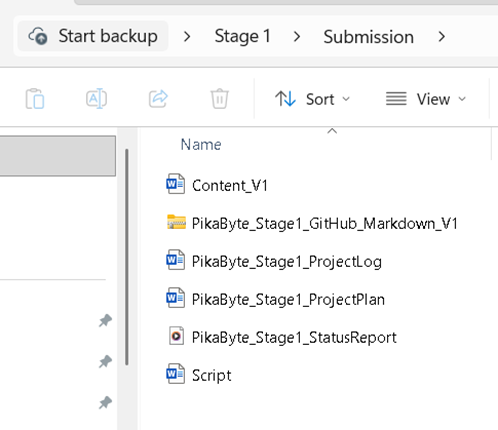 Start backup > Stage 1 > Submission >
Sort View
Name
Content_V1
PikaByte_Stage1_GitHub_Markdown_V1
PikaByte_Stage1_ProjectLog
PikaByte_Stage1_ProjectPlan
PikaByte_Stage1_StatusReport
Script